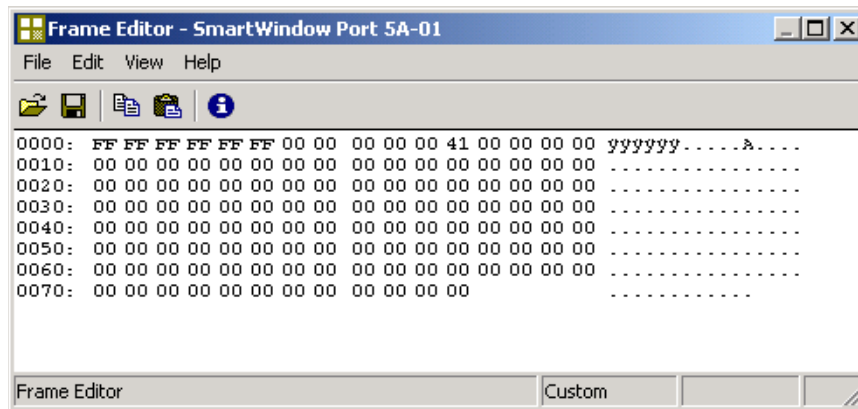 Frame Editor - SmartWindow Port 5A-01
File Edit View Help
0000: FF FF FF FF FF FF 00 00 00 00 00 41 00 00 00 00 ÿÿÿÿÿÿ.....A....
0010: 00 00 00 00 00 00 00 00 00 00 00 00 00 00 00 00 ................
0020: 00 00 00 00 00 00 00 00 00 00 00 00 00 00 00 00 ................
0030: 00 00 00 00 00 00 00 00 00 00 00 00 00 00 00 00 ................
0040: 00 00 00 00 00 00 00 00 00 00 00 00 00 00 00 00 ................
0050: 00 00 00 00 00 00 00 00 00 00 00 00 00 00 00 00 ................
0060: 00 00 00 00 00 00 00 00 00 00 00 00 00 00 00 00 ................
0070: 00 00 00 00 00 00 00 00 00 00 00 00 ............
Frame Editor Custom